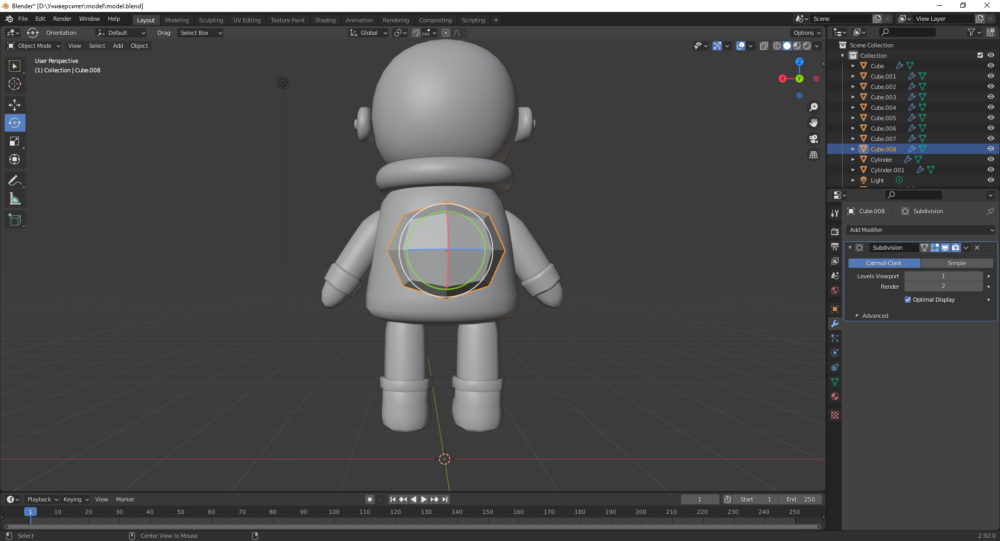 Blender* [D:\Университет\model\model.blend]
File Edit Render Window Help
Layout Modeling Sculpting UV Editing Texture Paint Shading Animation Rendering Compositing Scripting +
Scene
View Layer
Orientation: Default Drag: Select Box
Global
Options
Object Mode View Select Add Object
User Perspective
(1) Collection | Cube.008
Z
X
Y
Scene Collection
Collection
Cube
Cube.001
Cube.002
Cube.003
Cube.004
Cube.005
Cube.006
Cube.007
Cube.008
Cylinder
Cylinder.001
Light
Cube.008 Subdivision
Add Modifier
Subdivision
Catmull-Clark Simple
Levels Viewport 1
Render 2
Optimal Display
Advanced
Playback Keying View Marker
1 Start 1 End 250
1 10 20 30 40 50 60 70 80 90 100 110 120 130 140 150 160 170 180 190 200 210 220 230 240 250
Select Center View to Mouse
2.92.0